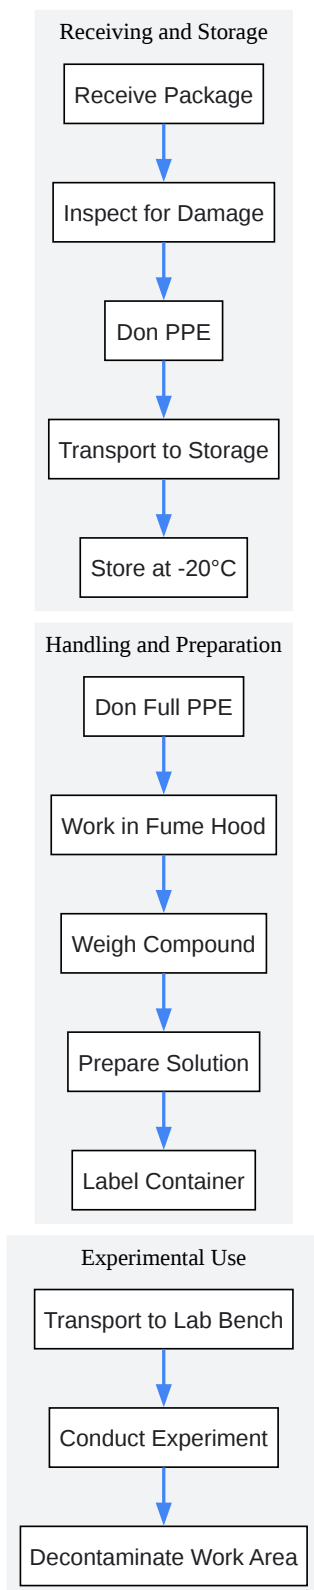 Receiving and Storage
Receive Package
Inspect for Damage
Don PPE
Transport to Storage
Store at -20°C
Handling and Preparation
Don Full PPE
Work in Fume Hood
Weigh Compound
Prepare Solution
Label Container
Experimental Use
Transport to Lab Bench
Conduct Experiment
Decontaminate Work Area